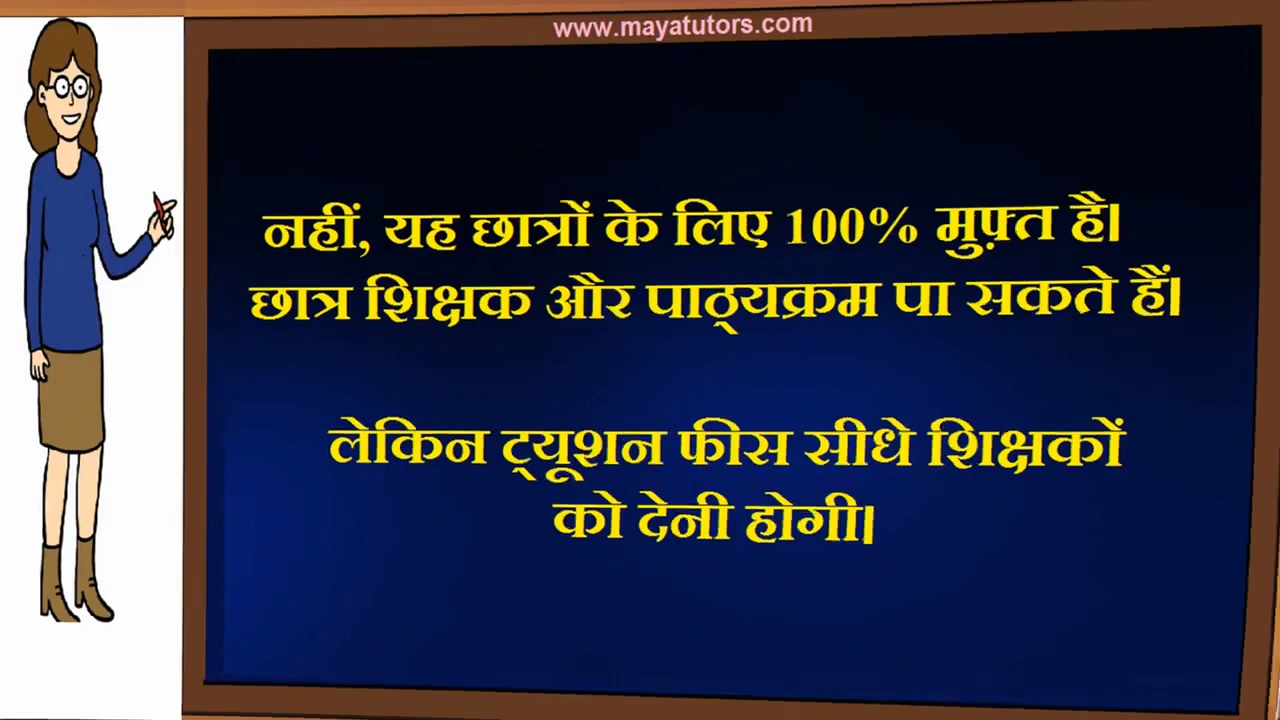 www.mayatutors.com
नहीं, यह छात्रों के लिए 100% मुफ़्त है।
छात्र शिक्षक और पाठ्यक्रम पा सकते हैं।
लेकिन ट्यूशन फीस सीधे शिक्षकों
को देनी होगी।